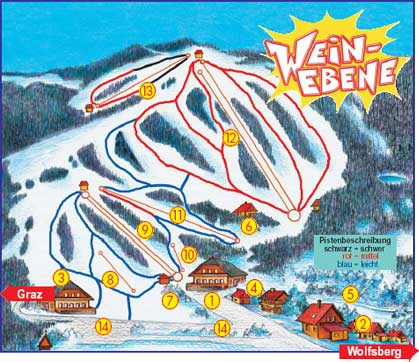 WEIN-
EBENE
13
12
11
6
9
10
Pistenbeschreibung
schwarz = schwer
rot = mittel
blau = leicht
3
8
7
1
4
5
Graz
14
14
2
Wolfsberg